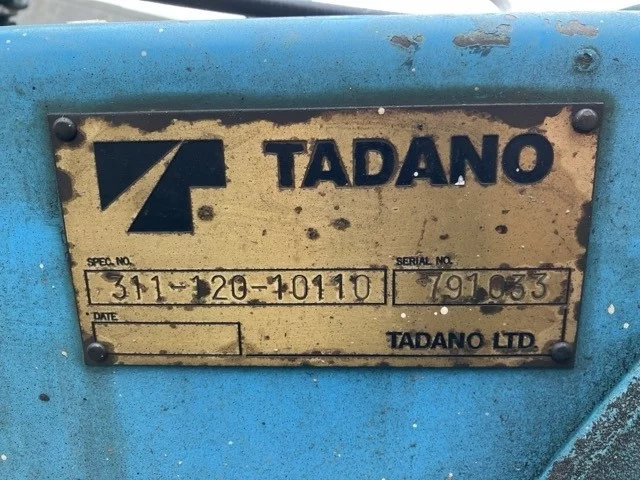 TADANO
SPEC. NO. SERIAL NO.
311-120-10110 791033
DATE
TADANO LTD.